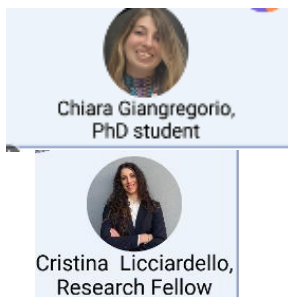 Chiara Giangregorio,
PhD student
Cristina Licciardello,
Research Fellow